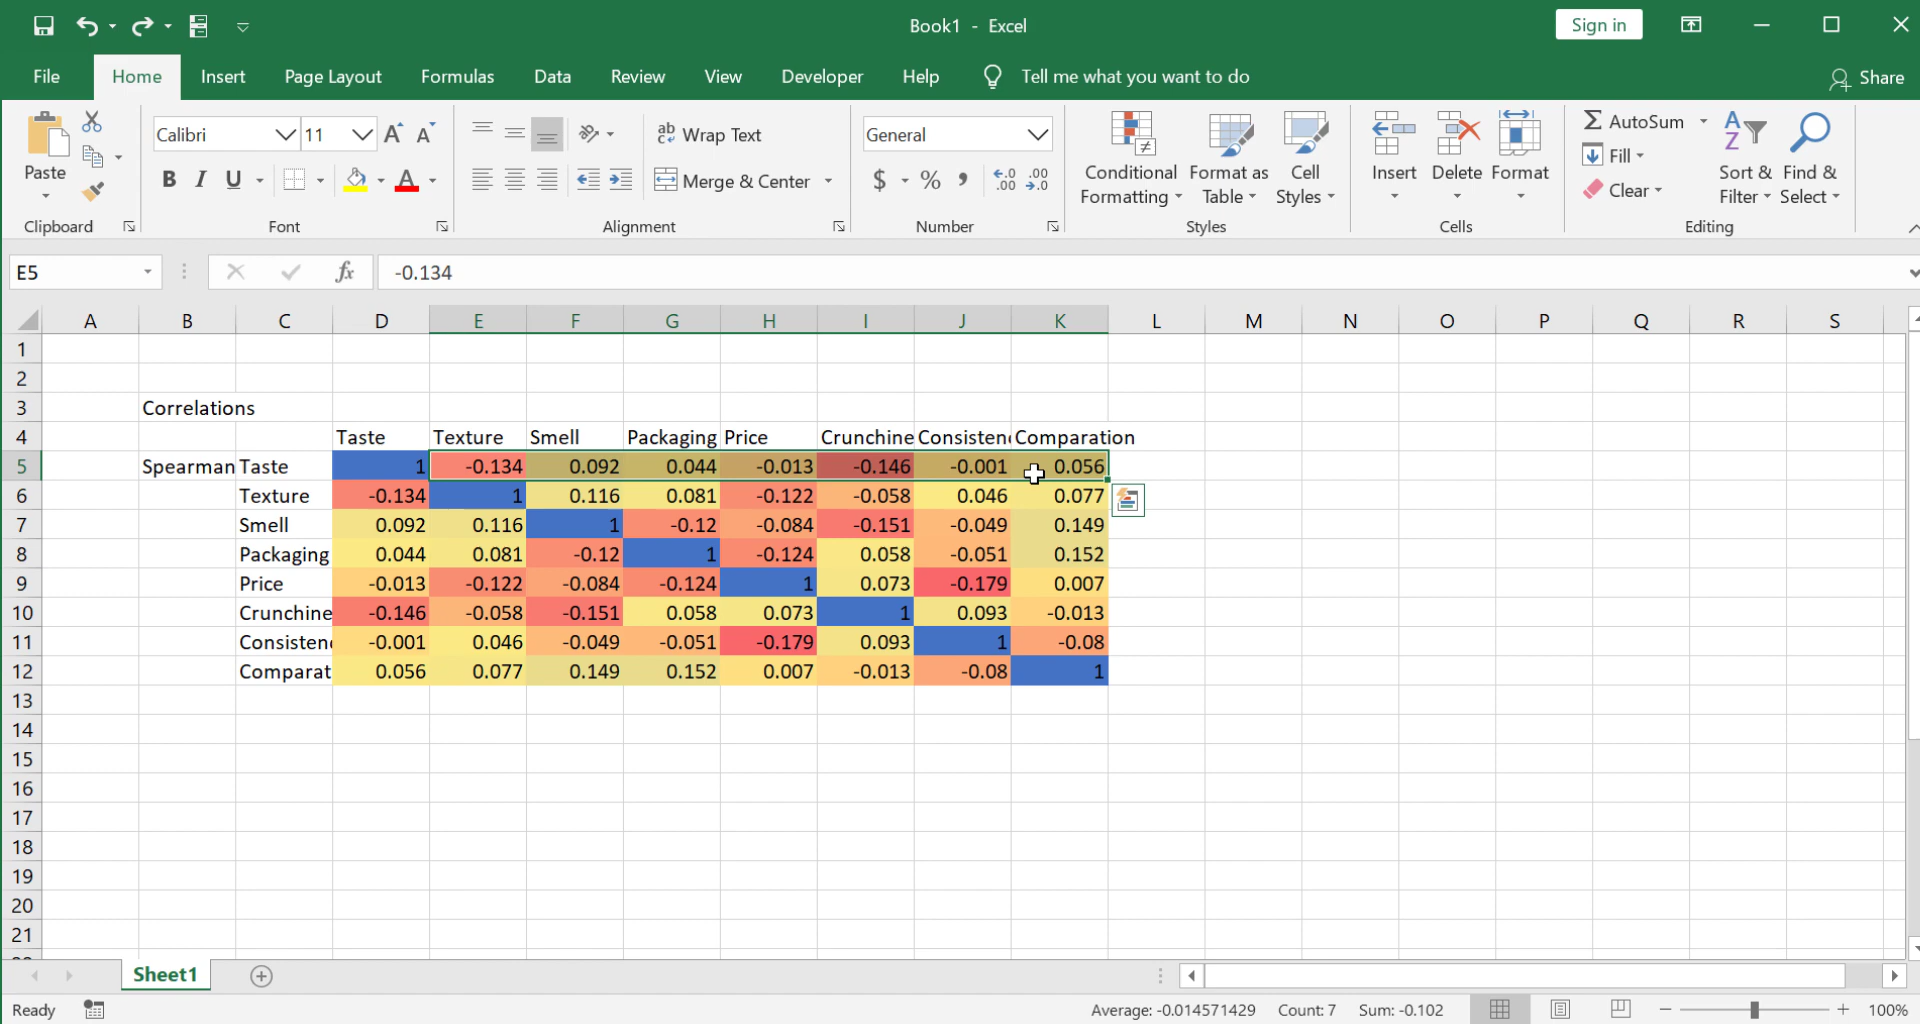 Book1 - Excel
Sign in
File Home Insert Page Layout Formulas Data Review View Developer Help Tell me what you want to do Share
Paste
Clipboard
Calibri 11 A A
B I U A
Font
Wrap Text
Merge & Center
Alignment
General
$ % , .00 .00
Number
Conditional Formatting
Format as Table
Cell Styles
Styles
Insert Delete Format
Cells
AutoSum
Fill
Clear
Sort & Filter
Find & Select
Editing
E5 fx -0.134
A B C D E F G H I J K L M N O P Q R S
1
2
3 Correlations
4 Taste Texture Smell Packaging Price Crunchine Consisten Comparation
5 Spearman Taste 1 -0.134 0.092 0.044 -0.013 -0.146 -0.001 0.056
6 Texture -0.134 1 0.116 0.081 -0.122 -0.058 0.046 0.077
7 Smell 0.092 0.116 1 -0.12 -0.084 -0.151 -0.049 0.149
8 Packaging 0.044 0.081 -0.12 1 -0.124 0.058 -0.051 0.152
9 Price -0.013 -0.122 -0.084 -0.124 1 0.073 -0.179 0.007
10 Crunchine -0.146 -0.058 -0.151 0.058 0.073 1 0.093 -0.013
11 Consisten -0.001 0.046 -0.049 -0.051 -0.179 0.093 1 -0.08
12 Comparat 0.056 0.077 0.149 0.152 0.007 -0.013 -0.08 1
13
14
15
16
17
18
19
20
21
Sheet1
Ready Average: -0.014571429 Count: 7 Sum: -0.102 100%